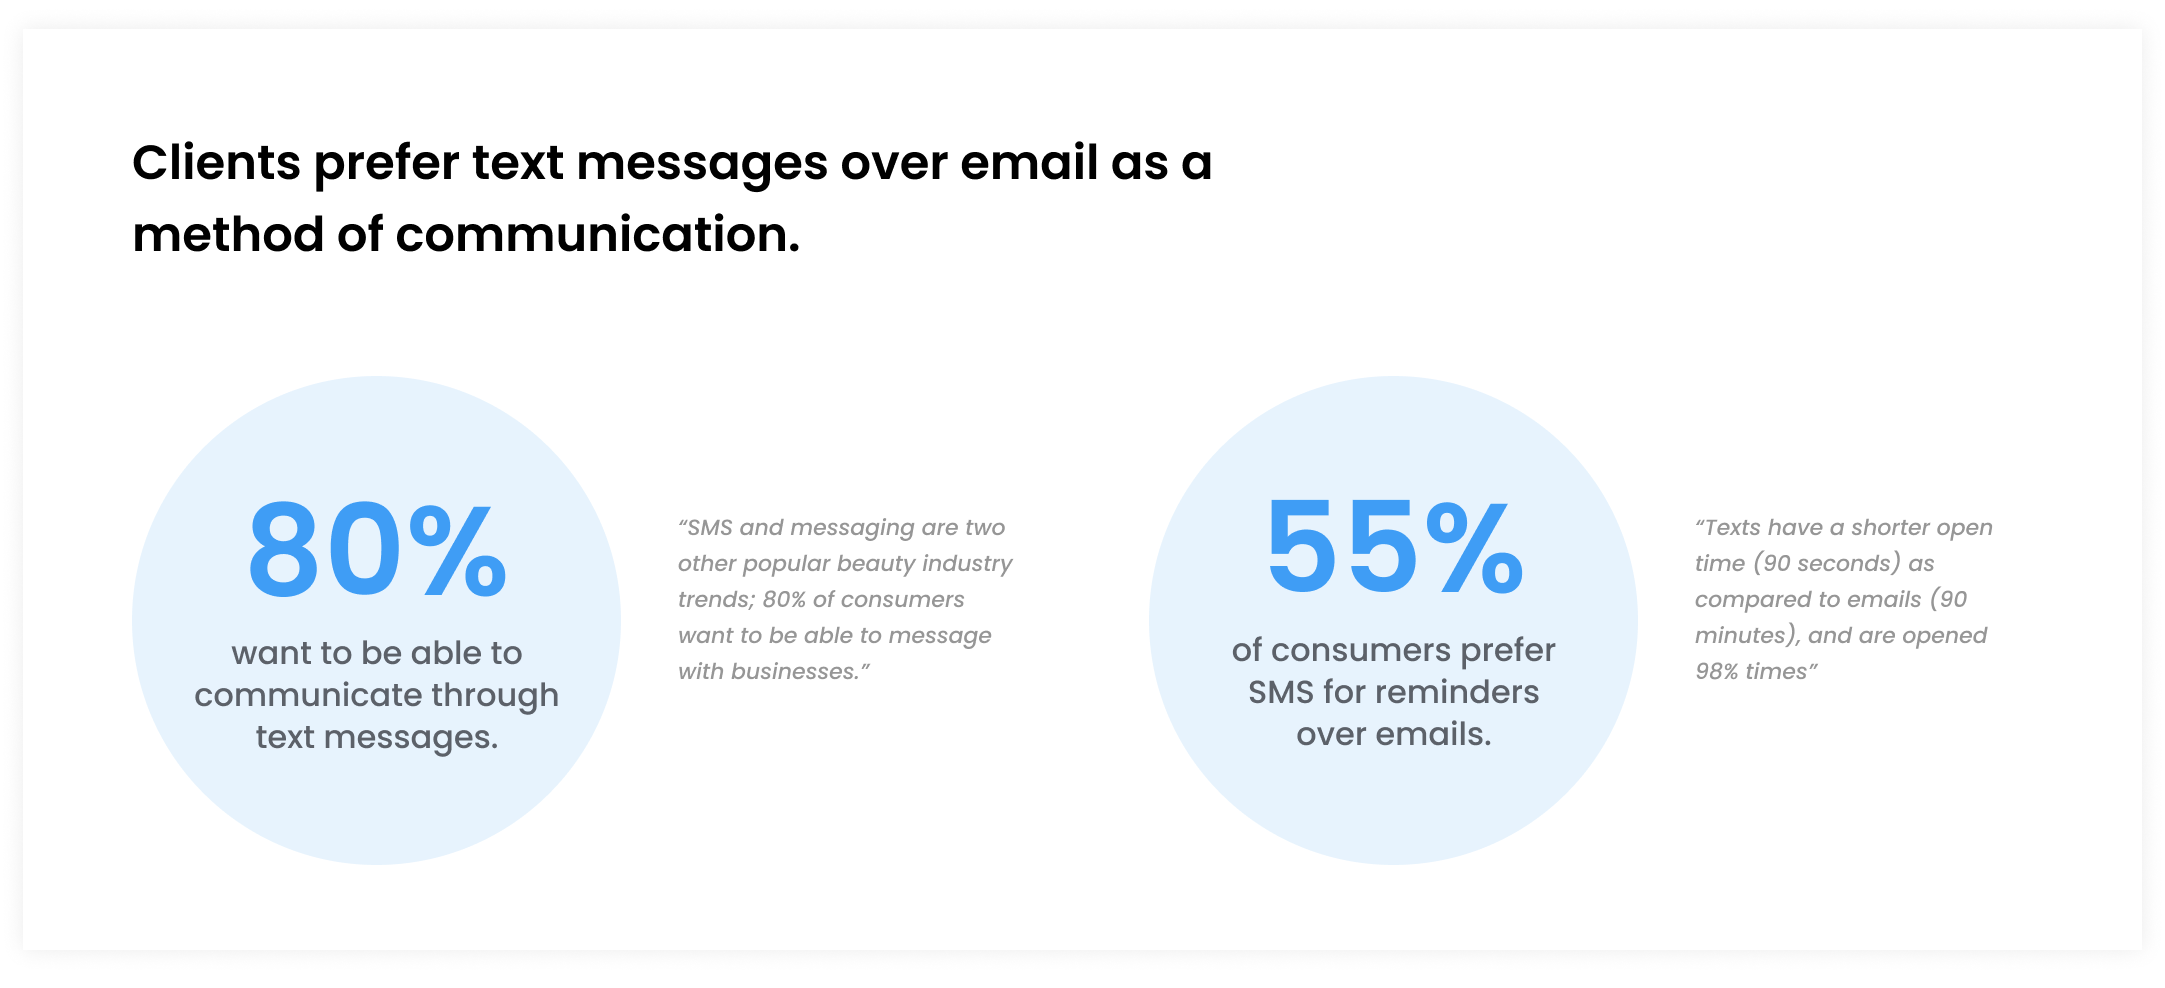 Clients prefer text messages over email as a
method of communication.
80%
want to be able to
communicate through
text messages.
“SMS and messaging are two
other popular beauty industry
trends; 80% of consumers
want to be able to message
with businesses.”
55%
of consumers prefer
SMS for reminders
over emails.
“Texts have a shorter open
time (90 seconds) as
compared to emails (90
minutes), and are opened
98% times”